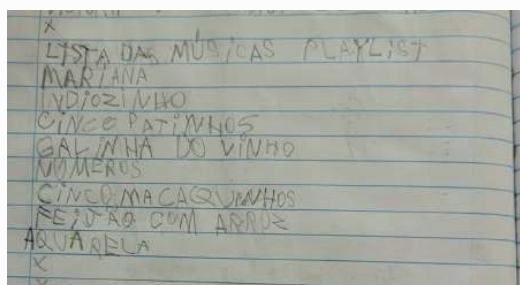 X
LISTA DAS MÚSICAS PLAYLIST
MARIANA
INDIOZINHO
CINCO PATINHOS
GALINHA DO VINHO
NÚMEROS
CINCO MACAQUINHOS
FEIJÃO COM ARROZ
AQUARELA
X
X